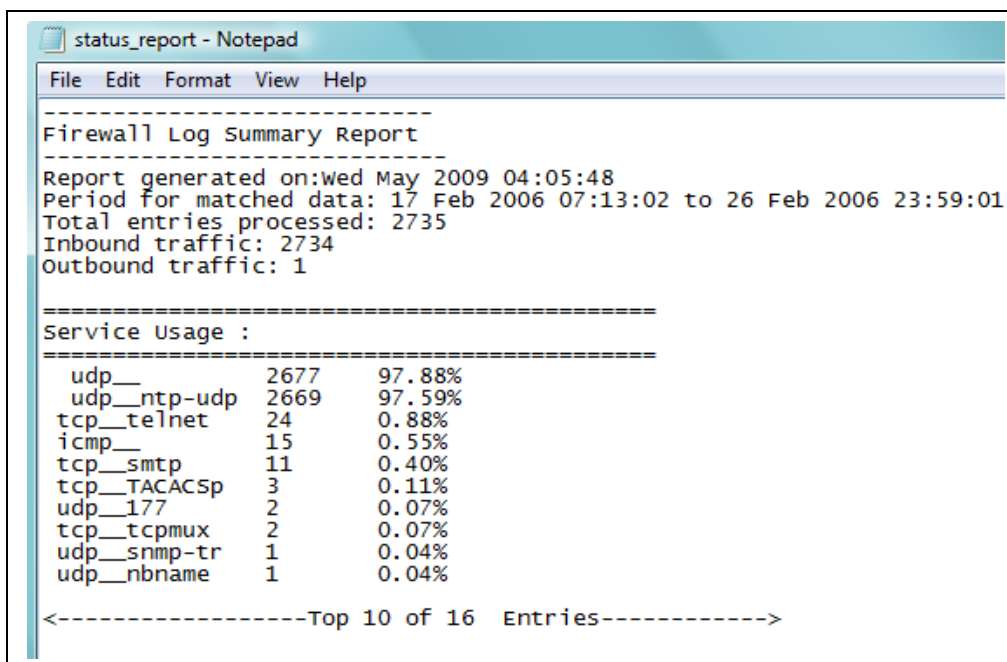 status_report - Notepad
File Edit Format View Help
----------------------------
Firewall Log Summary Report
-----------------------------
Report generated on:Wed May 2009 04:05:48
Period for matched data: 17 Feb 2006 07:13:02 to 26 Feb 2006 23:59:01
Total entries processed: 2735
Inbound traffic: 2734
Outbound traffic: 1
============================================
Service Usage :
============================================
udp__ 2677 97.88%
udp__ntp-udp 2669 97.59%
tcp__telnet 24 0.88%
icmp__ 15 0.55%
tcp__smtp 11 0.40%
tcp__TACACSp 3 0.11%
udp__177 2 0.07%
tcp__tcpmux 2 0.07%
udp__snmp-tr 1 0.04%
udp__nbname 1 0.04%
<------------------Top 10 of 16 Entries------------>